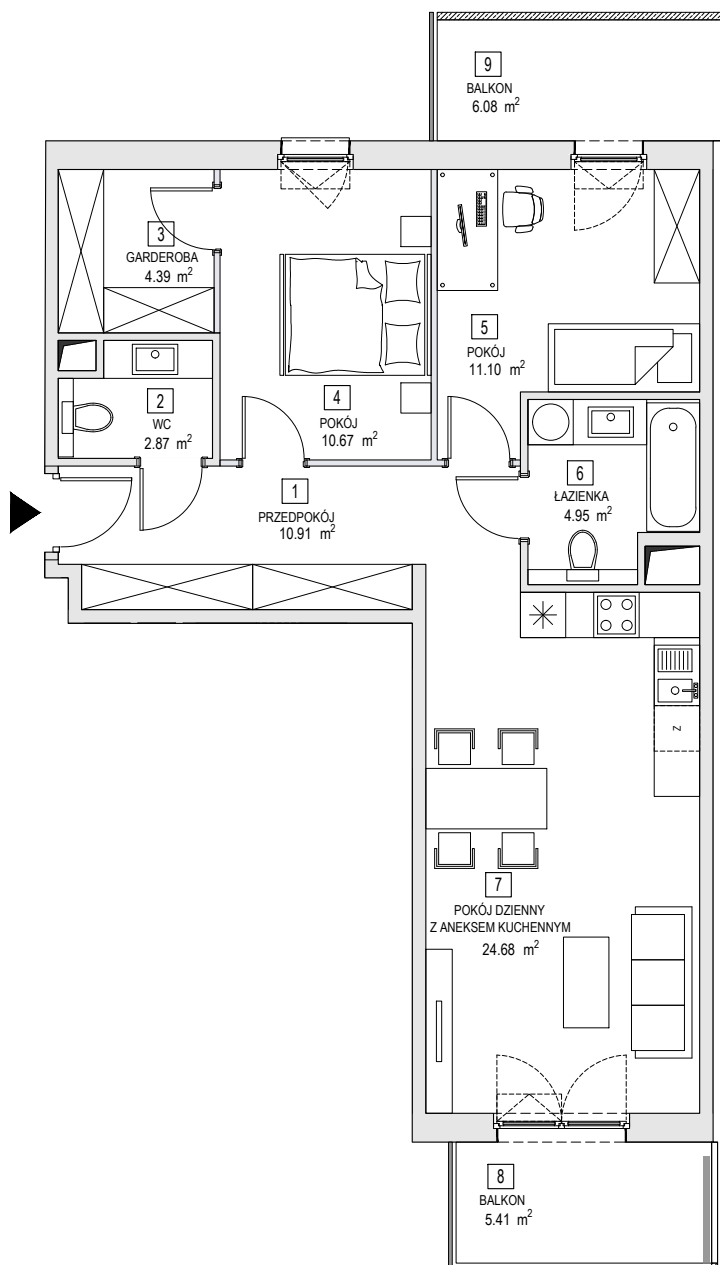 9
BALKON
6.08 m²
3
GARDEROBA
4.39 m²
5
POKÓJ
11.10 m²
2
WC
2.87 m²
4
POKÓJ
10.67 m²
6
ŁAZIENKA
4.95 m²
1
PRZEDPOKÓJ
10.91 m²
Z
7
POKÓJ DZIENNY
Z ANEKSEM KUCHENNYM
24.68 m²
8
BALKON
5.41 m²